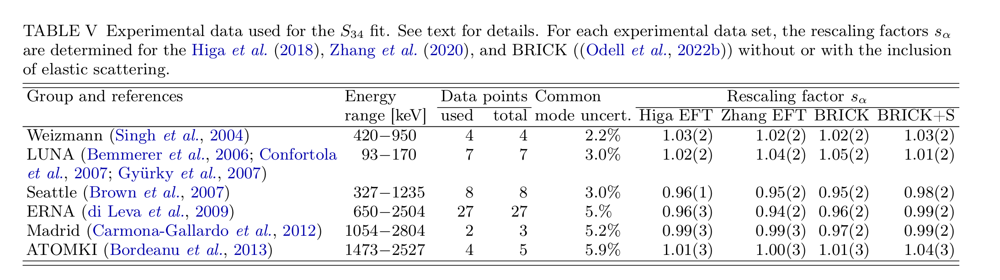 TABLE V Experimental data used for the S₃₄ fit. See text for details. For each experimental data set, the rescaling factors sα
are determined for the Higa et al. (2018), Zhang et al. (2020), and BRICK ((Odell et al., 2022b)) without or with the inclusion
of elastic scattering.
Group and references Energy Data points Common Rescaling factor sα
range [keV] used total mode uncert. Higa EFT Zhang EFT BRICK BRICK+S
Weizmann (Singh et al., 2004) 420−950 4 4 2.2% 1.03(2) 1.02(2) 1.02(2) 1.03(2)
LUNA (Bemmerer et al., 2006; Confortola 93−170 7 7 3.0% 1.02(2) 1.04(2) 1.05(2) 1.01(2)
et al., 2007; Gyürky et al., 2007)
Seattle (Brown et al., 2007) 327−1235 8 8 3.0% 0.96(1) 0.95(2) 0.95(2) 0.98(2)
ERNA (di Leva et al., 2009) 650−2504 27 27 5.% 0.96(3) 0.94(2) 0.96(2) 0.99(2)
Madrid (Carmona-Gallardo et al., 2012) 1054−2804 2 3 5.2% 0.99(3) 0.99(3) 0.97(2) 0.99(2)
ATOMKI (Bordeanu et al., 2013) 1473−2527 4 5 5.9% 1.01(3) 1.00(3) 1.01(3) 1.04(3)